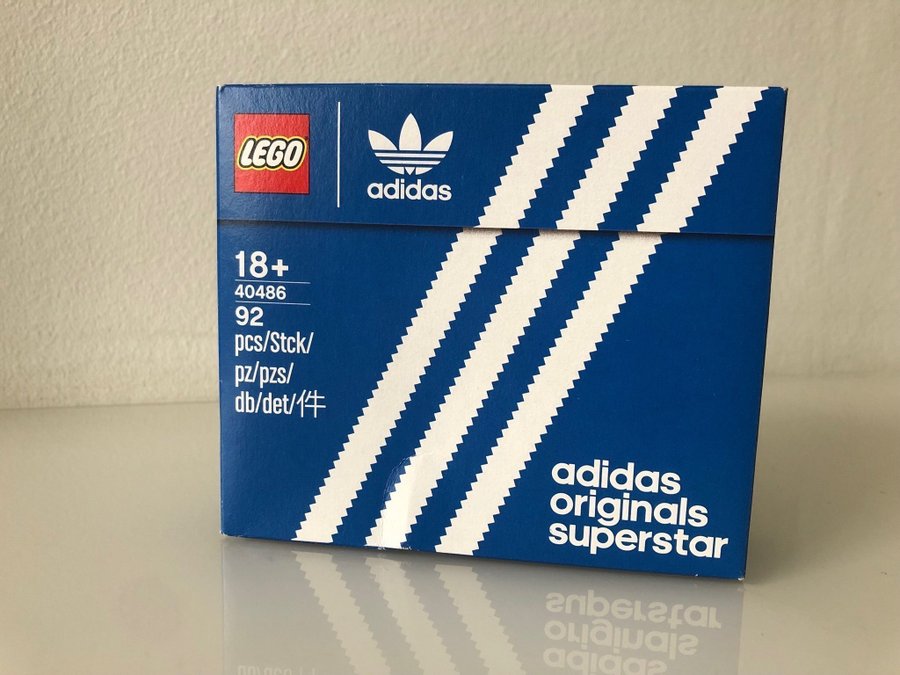 LEGO
adidas
18+
40486
92
pcs/Stck/
pz/pzs/
db/det/件
adidas
originals
superstar